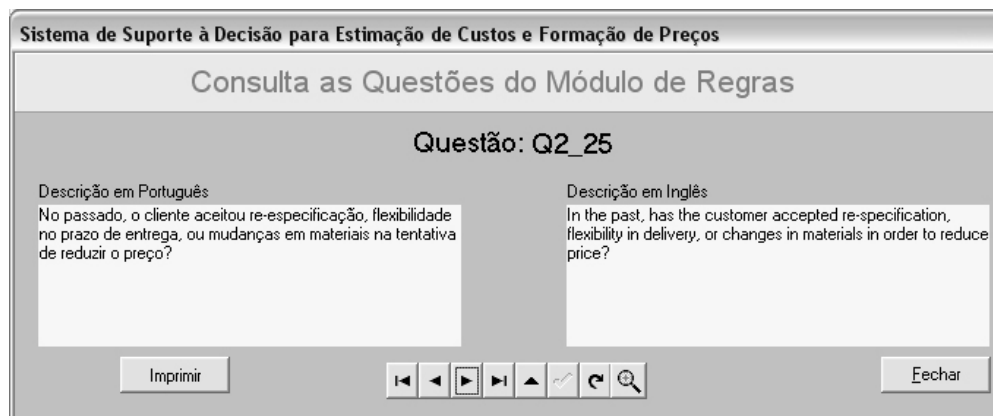 Sistema de Suporte à Decisão para Estimação de Custos e Formação de Preços
Consulta as Questões do Módulo de Regras
Questão: Q2_25
Descrição em Português
No passado, o cliente aceitou re-especificação, flexibilidade
no prazo de entrega, ou mudanças em materiais na tentativa
de reduzir o preço?
Descrição em Inglês
In the past, has the customer accepted re-specification,
flexibility in delivery, or changes in materials in order to reduce
price?
Imprimir
Fechar